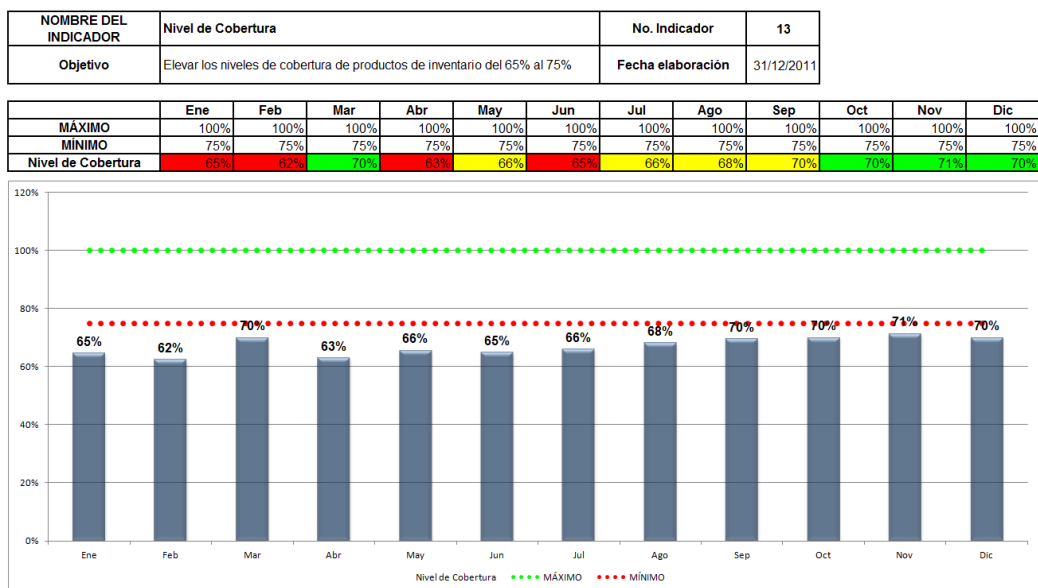 NOMBRE DEL INDICADOR Nivel de Cobertura No. Indicador 13
Objetivo Elevar los niveles de cobertura de productos de inventario del 65% al 75% Fecha elaboración 31/12/2011
Ene Feb Mar Abr May Jun Jul Ago Sep Oct Nov Dic
MÁXIMO 100% 100% 100% 100% 100% 100% 100% 100% 100% 100% 100% 100%
MÍNIMO 75% 75% 75% 75% 75% 75% 75% 75% 75% 75% 75% 75%
Nivel de Cobertura 65% 62% 70% 63% 66% 65% 66% 68% 70% 70% 71% 70%
120%
100%
80%
60%
40%
20%
0%
65% 62% 70% 63% 66% 65% 66% 68% 70% 70% 71% 70%
Ene Feb Mar Abr May Jun Jul Ago Sep Oct Nov Dic
Nivel de Cobertura MÁXIMO MÍNIMO